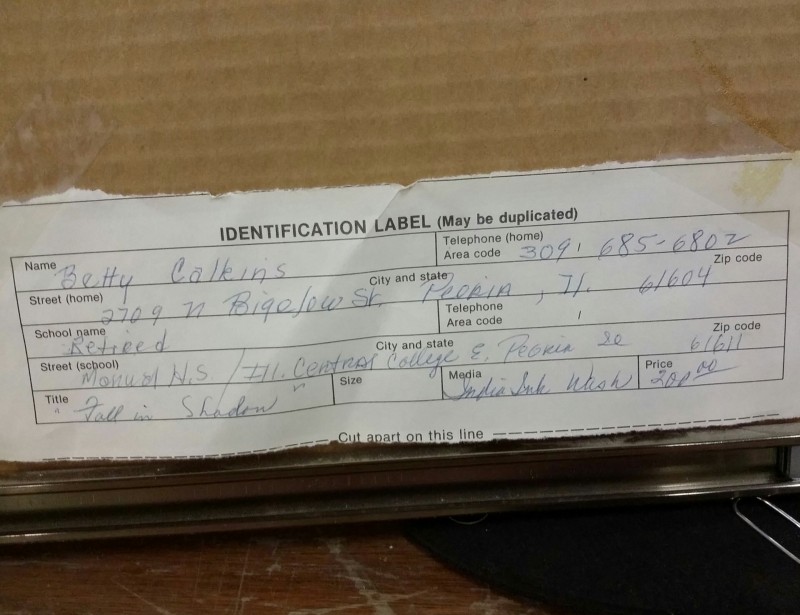 IDENTIFICATION LABEL (May be duplicated)
Name Betty Calkins
Telephone (home) Area code 309/ 685-6802
Street (home) 2709 N Bigelow St.
City and state Peoria, Il.
Zip code 61604
School name Retired
Telephone Area code /
Street (school) Manual H.S. / Ill. Central College
City and state E. Peoria
Zip code 61611
Title "Fall in Shadow"
Size
Media India Ink Wash
Price 200.00
Cut apart on this line